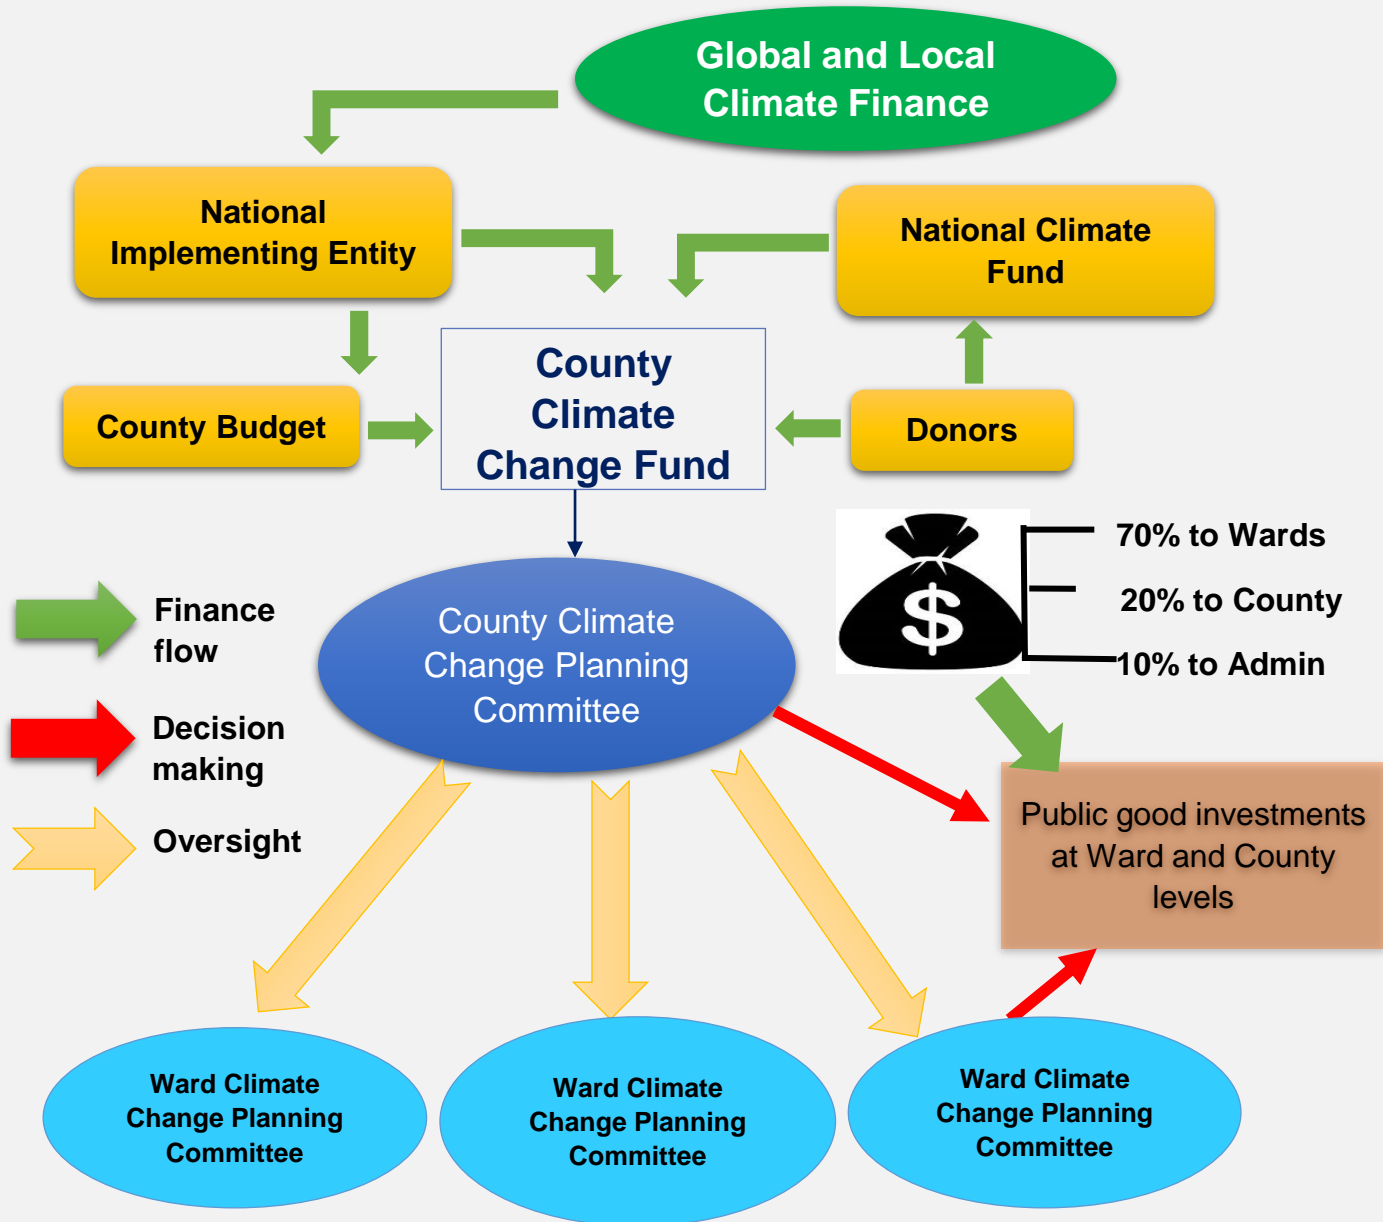 Global and Local
Climate Finance
National
Implementing Entity
National Climate
Fund
County
Climate
Change Fund
County Budget
Donors
$
70% to Wards
20% to County
10% to Admin
Finance
flow
Decision
making
Oversight
County Climate
Change Planning
Committee
Public good investments
at Ward and County
levels
Ward Climate
Change Planning
Committee
Ward Climate
Change Planning
Committee
Ward Climate
Change Planning
Committee